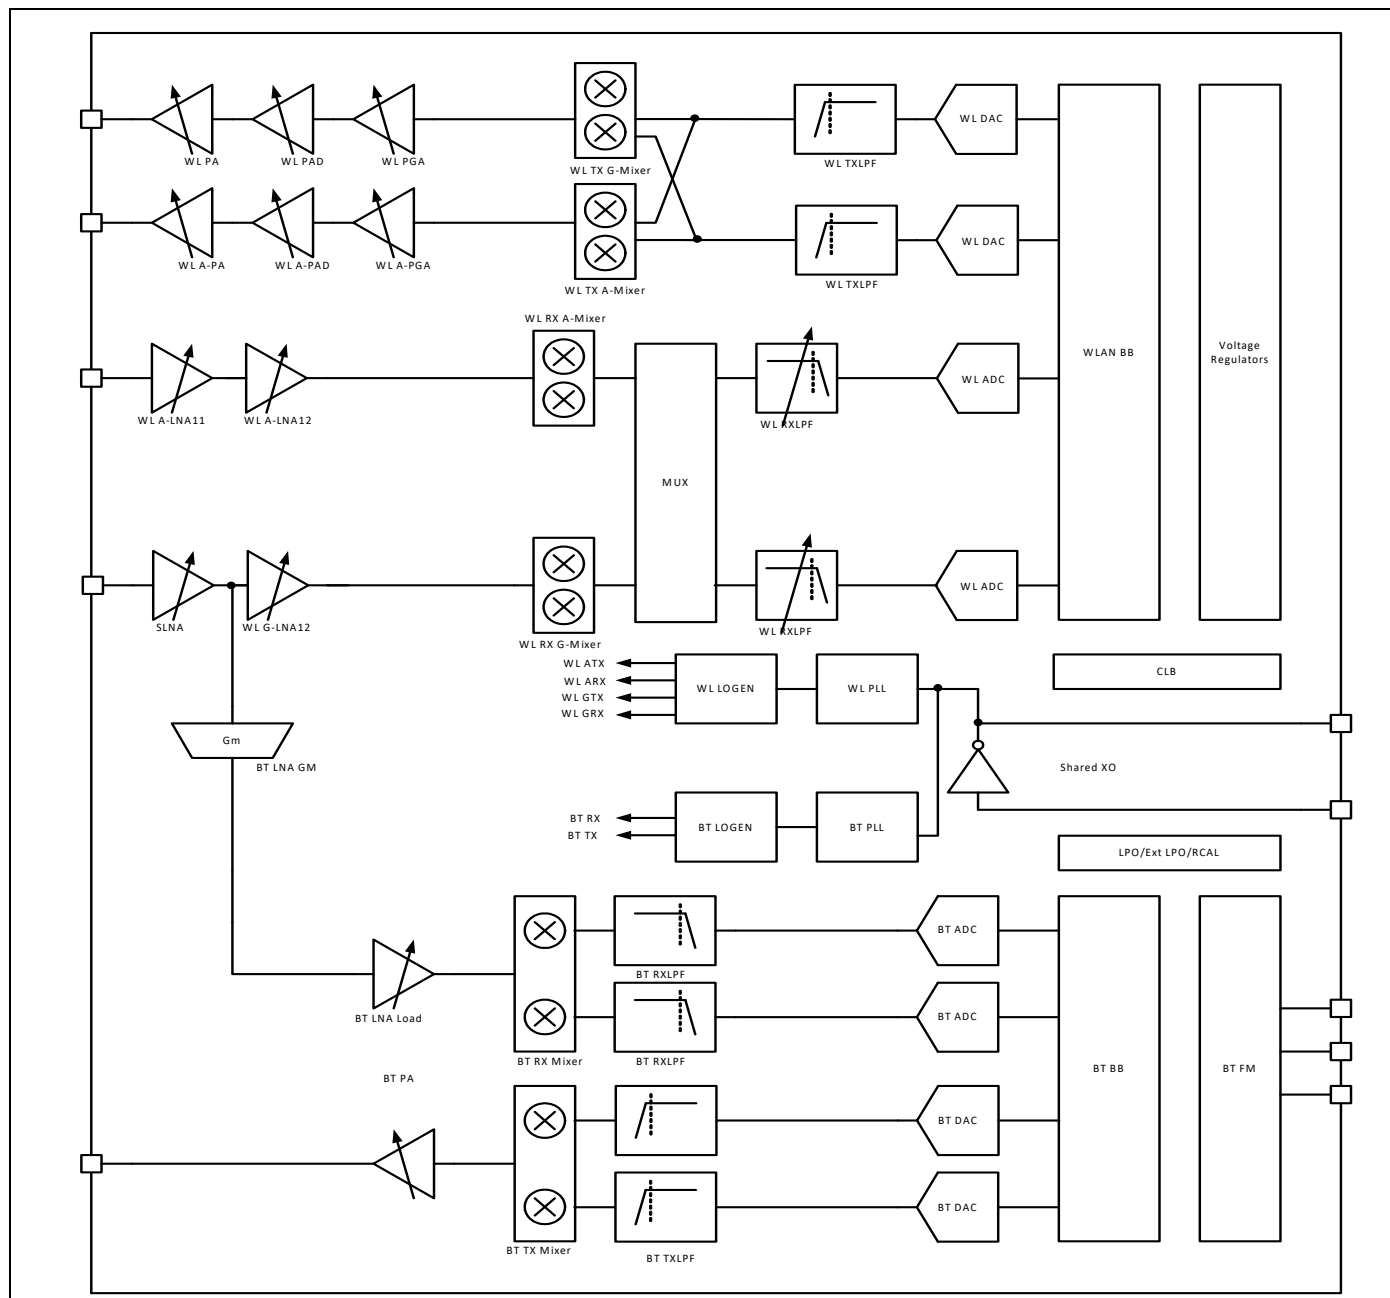 WL PA
WL PAD
WL PGA
WL TX G-Mixer
WL TXLPF
WL DAC
WL A-PA
WL A-PAD
WL A-PGA
WL TX A-Mixer
WL TXLPF
WL DAC
WL RX A-Mixer
WL A-LNA11
WL A-LNA12
WL RXLPF
WL ADC
WLAN BB
Voltage
Regulators
MUX
SLNA
WL G-LNA12
WL RX G-Mixer
WL RXLPF
WL ADC
WL ATX
WL ARX
WL GTX
WL GRX
WL LOGEN
WL PLL
CLB
Gm
BT LNA GM
Shared XO
BT RX
BT TX
BT LOGEN
BT PLL
LPO/Ext LPO/RCAL
BT LNA Load
BT RX Mixer
BT RXLPF
BT ADC
BT RXLPF
BT ADC
BT BB
BT FM
BT PA
BT DAC
BT TX Mixer
BT TXLPF
BT DAC